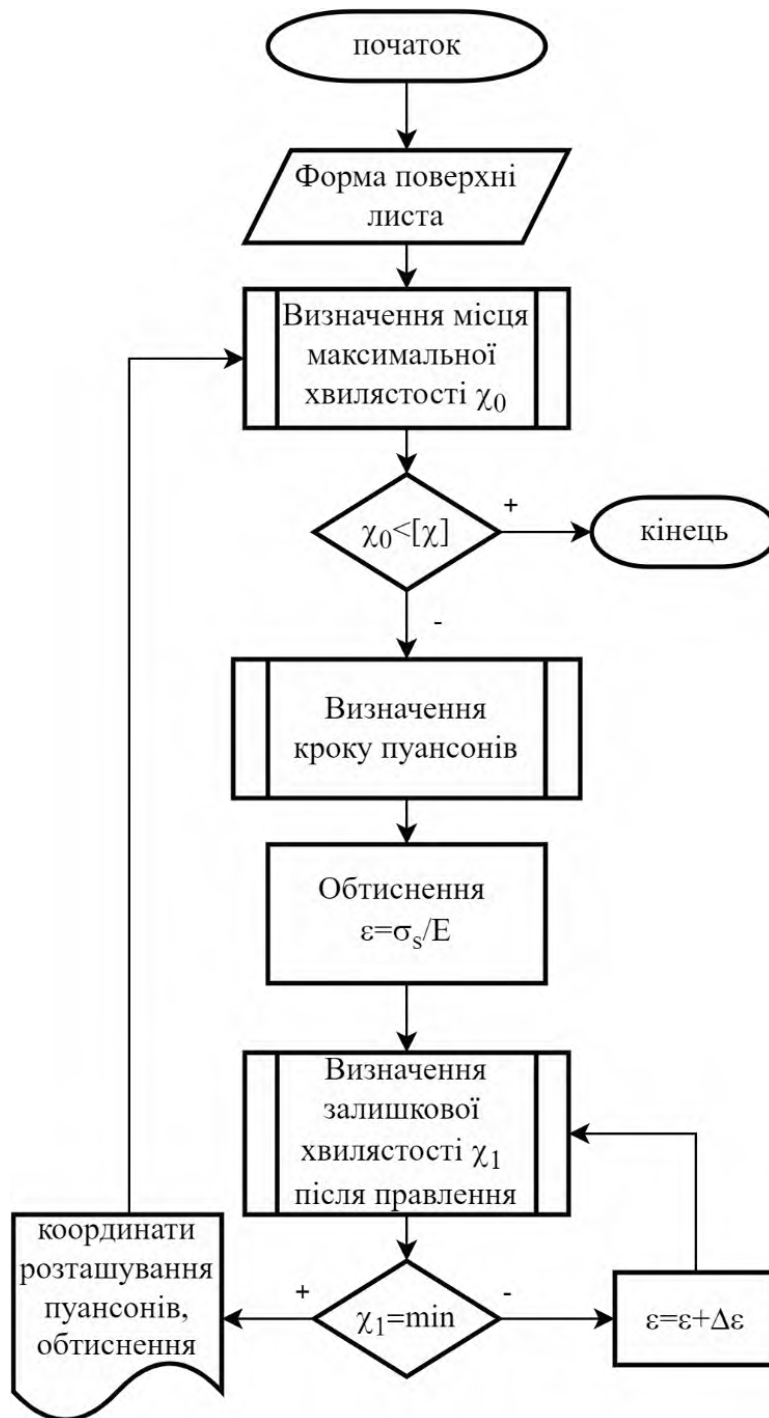 початок
Форма поверхні
листа
Визначення місця
максимальної
хвилястості χ₀
χ₀<[χ]
+
кінець
-
Визначення
кроку пуансонів
Обтиснення
ε=σₛ/E
Визначення
залишкової
хвилястості χ₁
після правлення
координати
розташування
пуансонів,
обтиснення
+
χ₁=min
-
ε=ε+Δε